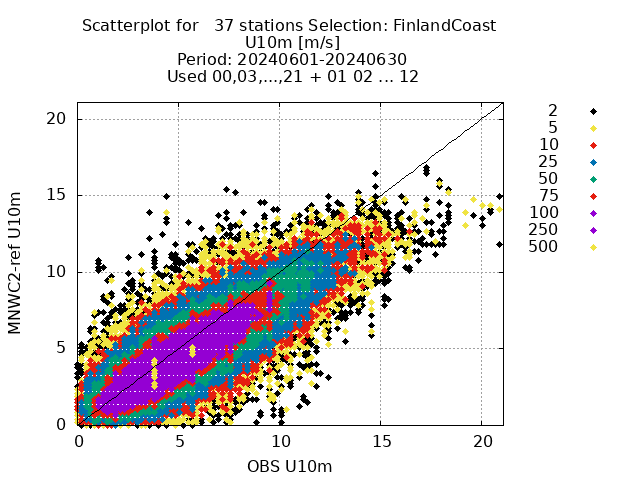 Scatterplot for   37 stations Selection: FinlandCoast
U10m [m/s]
Period: 20240601-20240630
Used 00,03,...,21 + 01 02 ... 12
20
15
10
5
0
0 5 10 15 20
MNWC2-ref U10m
OBS U10m
2
5
10
25
50
75
100
250
500